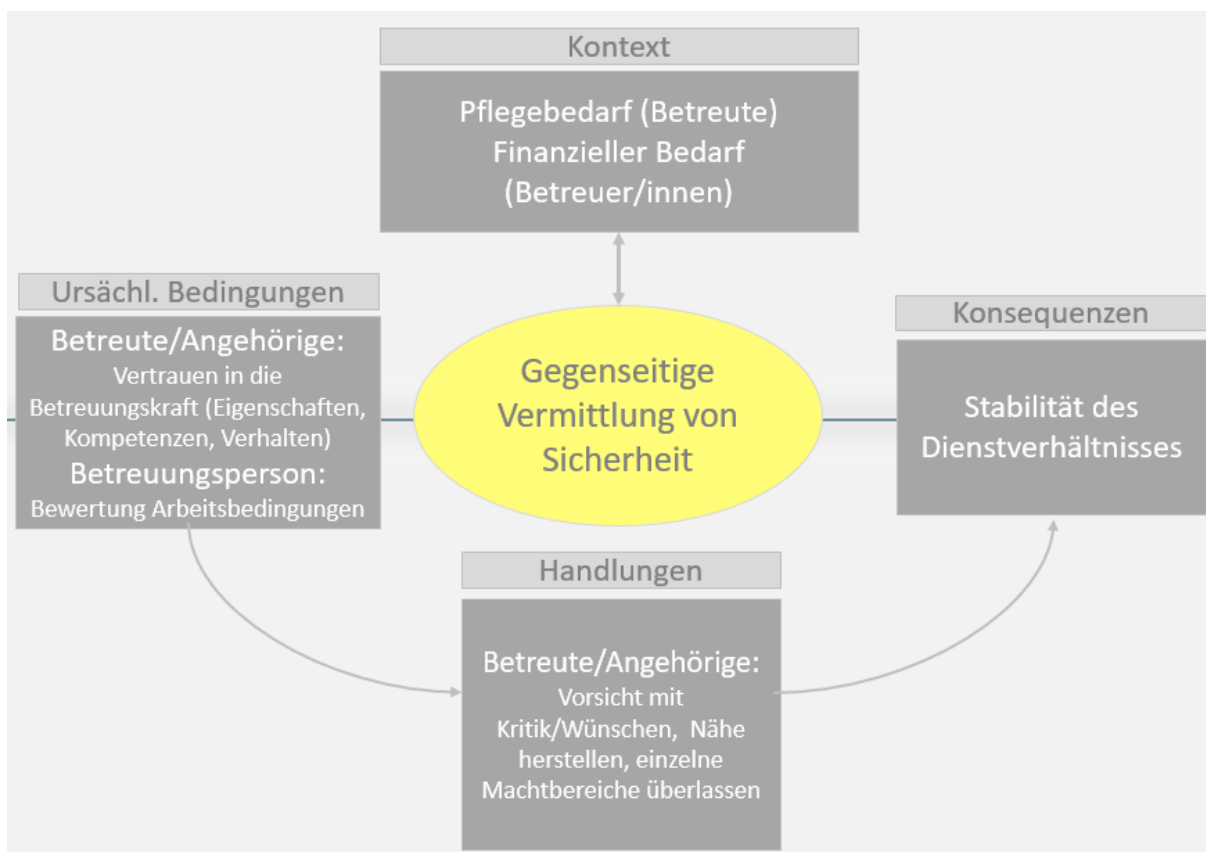 Kontext
Pflegebedarf (Betreute)
Finanzieller Bedarf
(Betreuer/innen)
Ursächl. Bedingungen
Betreute/Angehörige:
Vertrauen in die
Betreuungskraft (Eigenschaften,
Kompetenzen, Verhalten)
Betreuungsperson:
Bewertung Arbeitsbedingungen
Gegenseitige
Vermittlung von
Sicherheit
Konsequenzen
Stabilität des
Dienstverhältnisses
Handlungen
Betreute/Angehörige:
Vorsicht mit
Kritik/Wünschen, Nähe
herstellen, einzelne
Machtbereiche überlassen